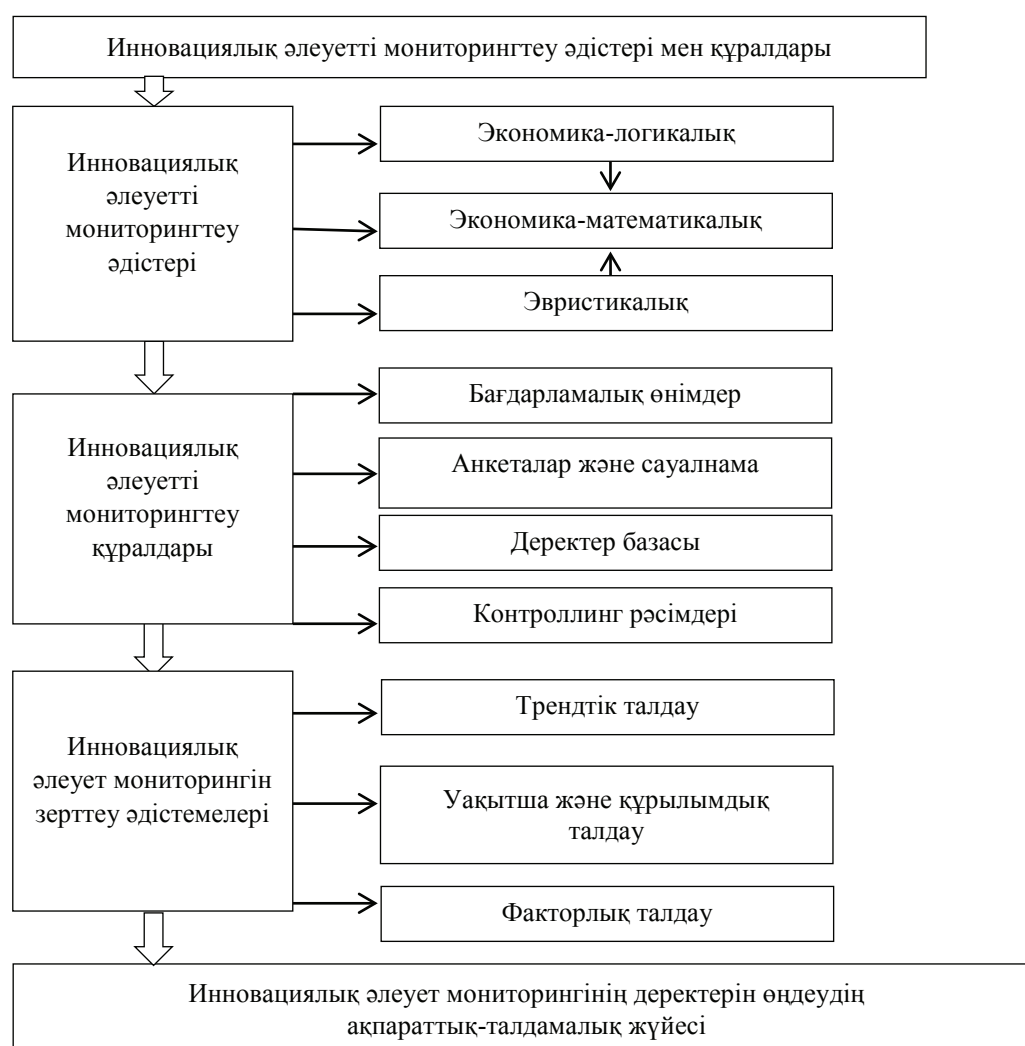 Инновациялық әлеуетті мониторингтеу әдістері мен құралдары
Инновациялық
әлеуетті
мониторингтеу
әдістері
Экономика-логикалық
Экономика-математикалық
Эвристикалық
Инновациялық
әлеуетті
мониторингтеу
құралдары
Бағдарламалық өнімдер
Анкеталар және сауалнама
Деректер базасы
Контроллинг рәсімдері
Инновациялық
әлеует мониторингін
зерттеу әдістемелері
Трендтік талдау
Уақытша және құрылымдық
талдау
Факторлық талдау
Инновациялық әлеует мониторингінің деректерін өңдеудің
ақпараттық-талдамалық жүйесі